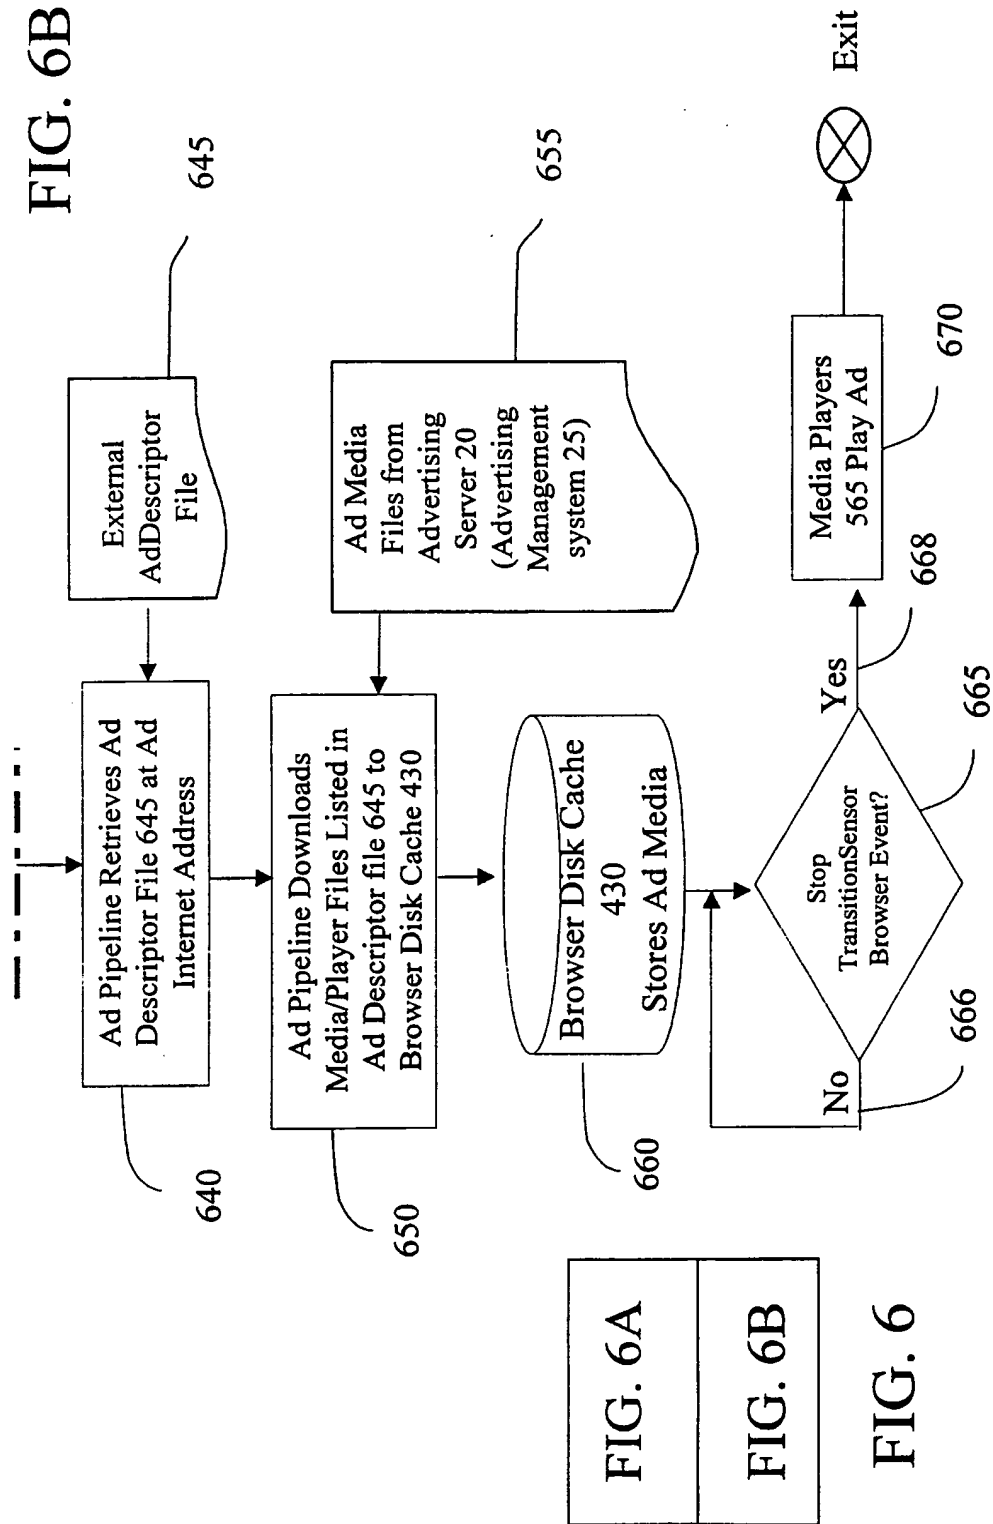 FIG. 6B
Ad Pipeline Retrieves Ad
Descriptor File 645 at Ad
Internet Address
640
External
AdDescriptor
File
645
Ad Pipeline Downloads
Media/Player Files Listed in
Ad Descriptor file 645 to
Browser Disk Cache 430
650
Ad Media
Files from
Advertising
Server 20
(Advertising
Management
system 25)
655
Browser Disk Cache
430
Stores Ad Media
660
Stop
TransitionSensor
Browser Event?
665
No
666
Yes
668
Media Players
565 Play Ad
670
Exit
FIG. 6A
FIG. 6B
FIG. 6